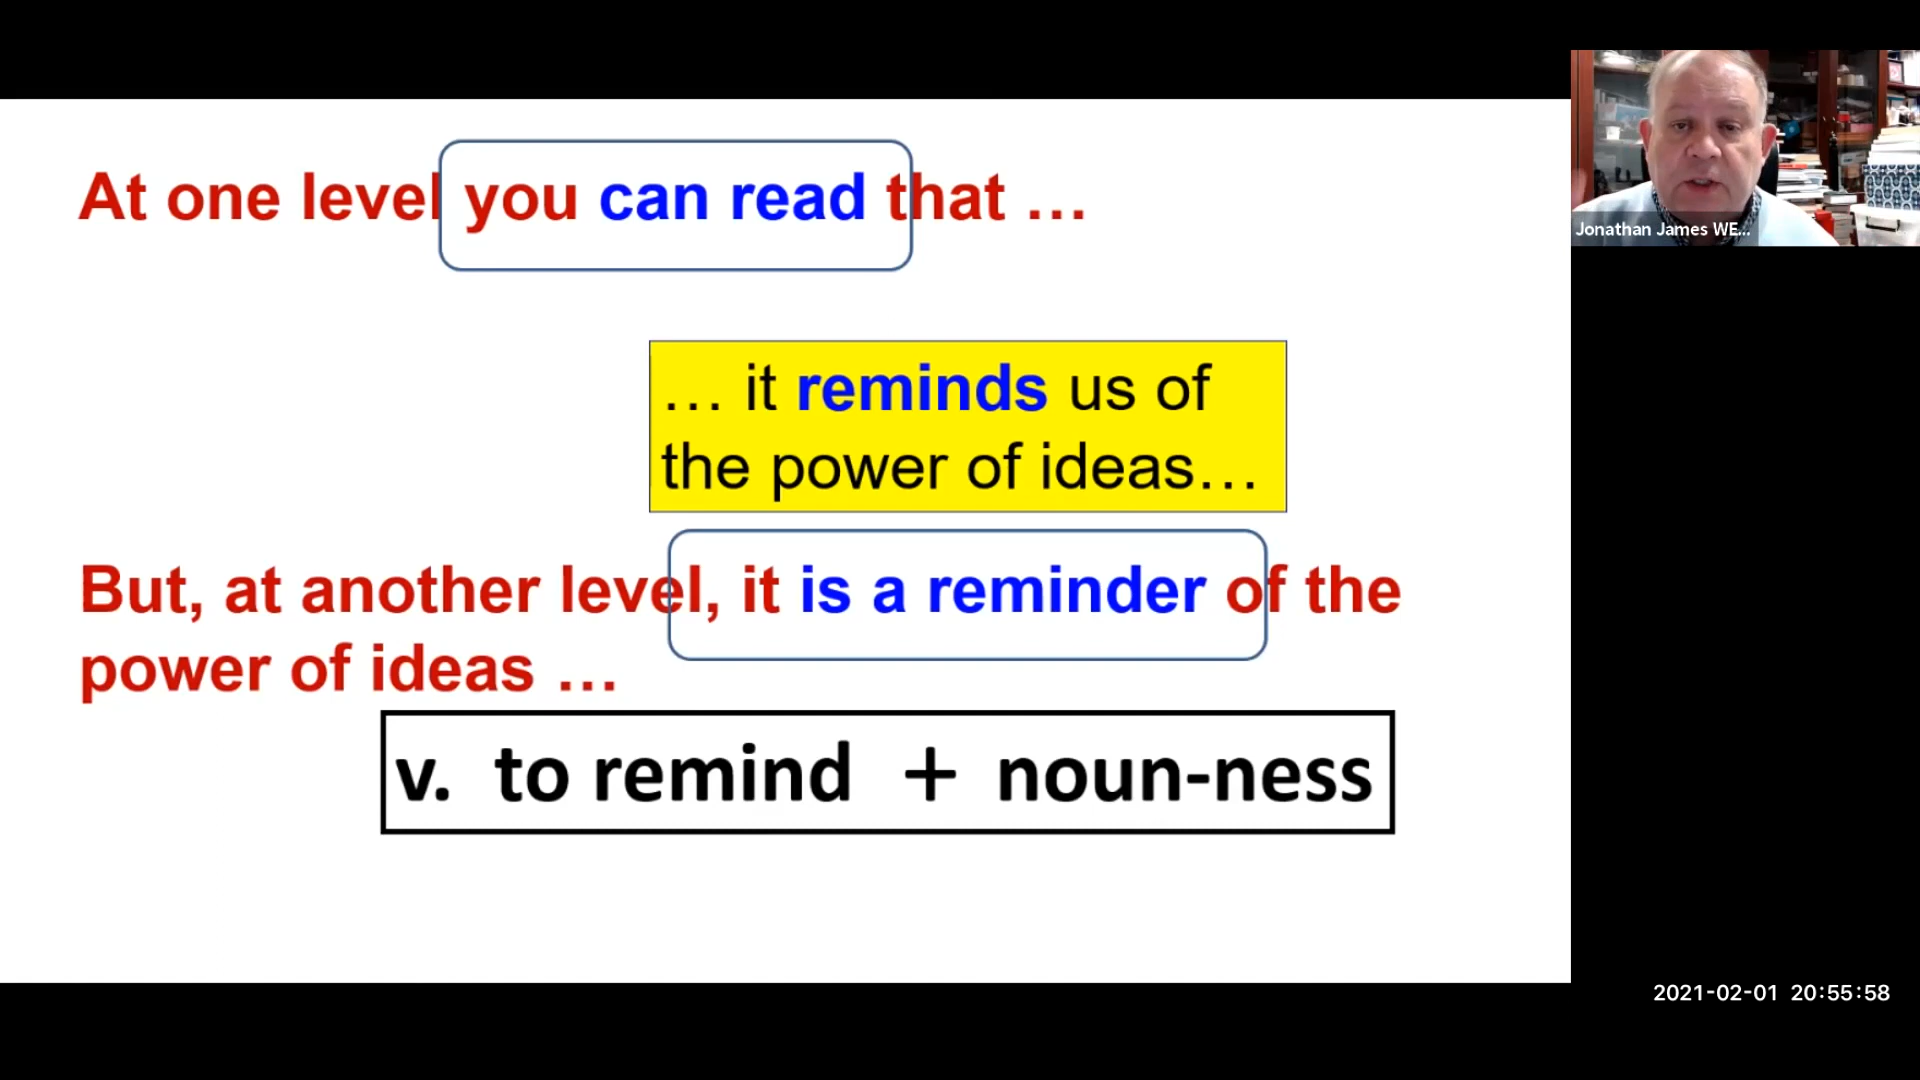 At one level you can read that …
… it reminds us of
the power of ideas…
But, at another level, it is a reminder of the
power of ideas …
v. to remind + noun-ness
Jonathan James WE...
2021-02-01 20:55:58